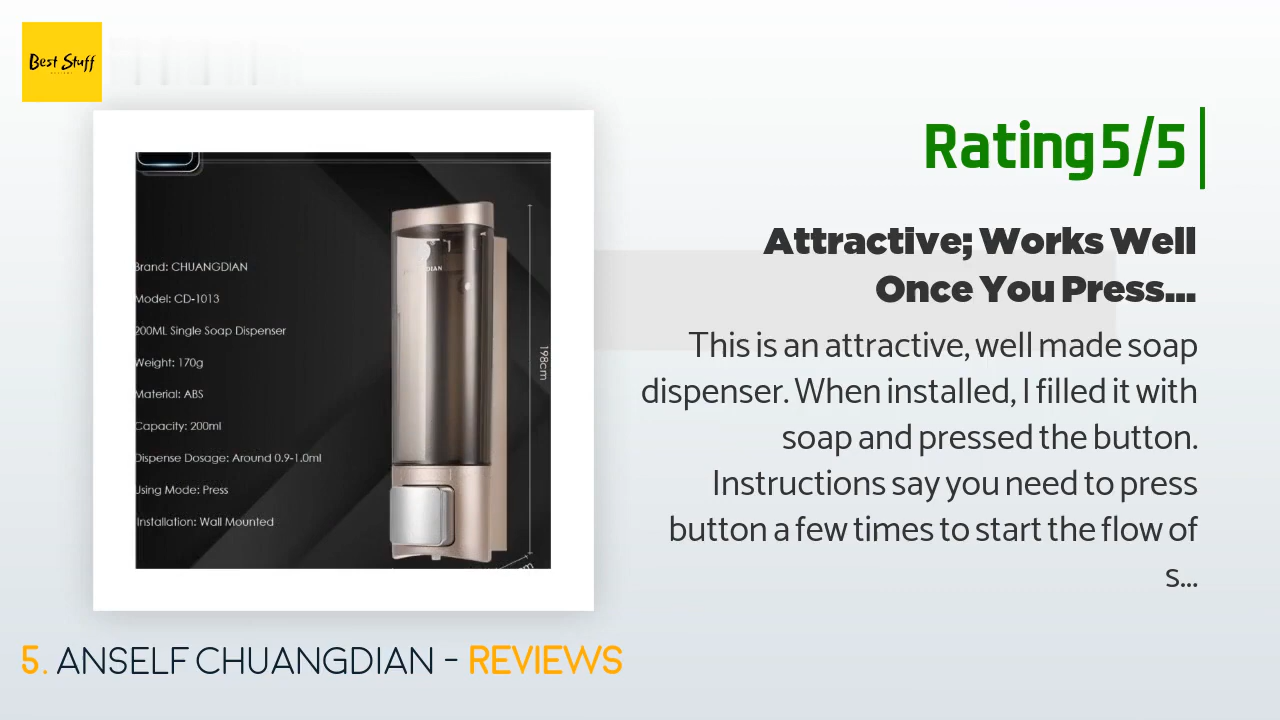 Best Stuff
Brand: CHUANGDIAN
Model: CD-1013
200ML Single Soap Dispenser
Weight: 170g
Material: ABS
Capacity: 200ml
Dispense Dosage: Around 0.9-1.0ml
Using Mode: Press
Installation: Wall Mounted
198cm
Rating 5/5
Attractive; Works Well
Once You Press...
This is an attractive, well made soap
dispenser. When installed, I filled it with
soap and pressed the button.
Instructions say you need to press
button a few times to start the flow of
s...
5. ANSELF CHUANGDIAN - REVIEWS